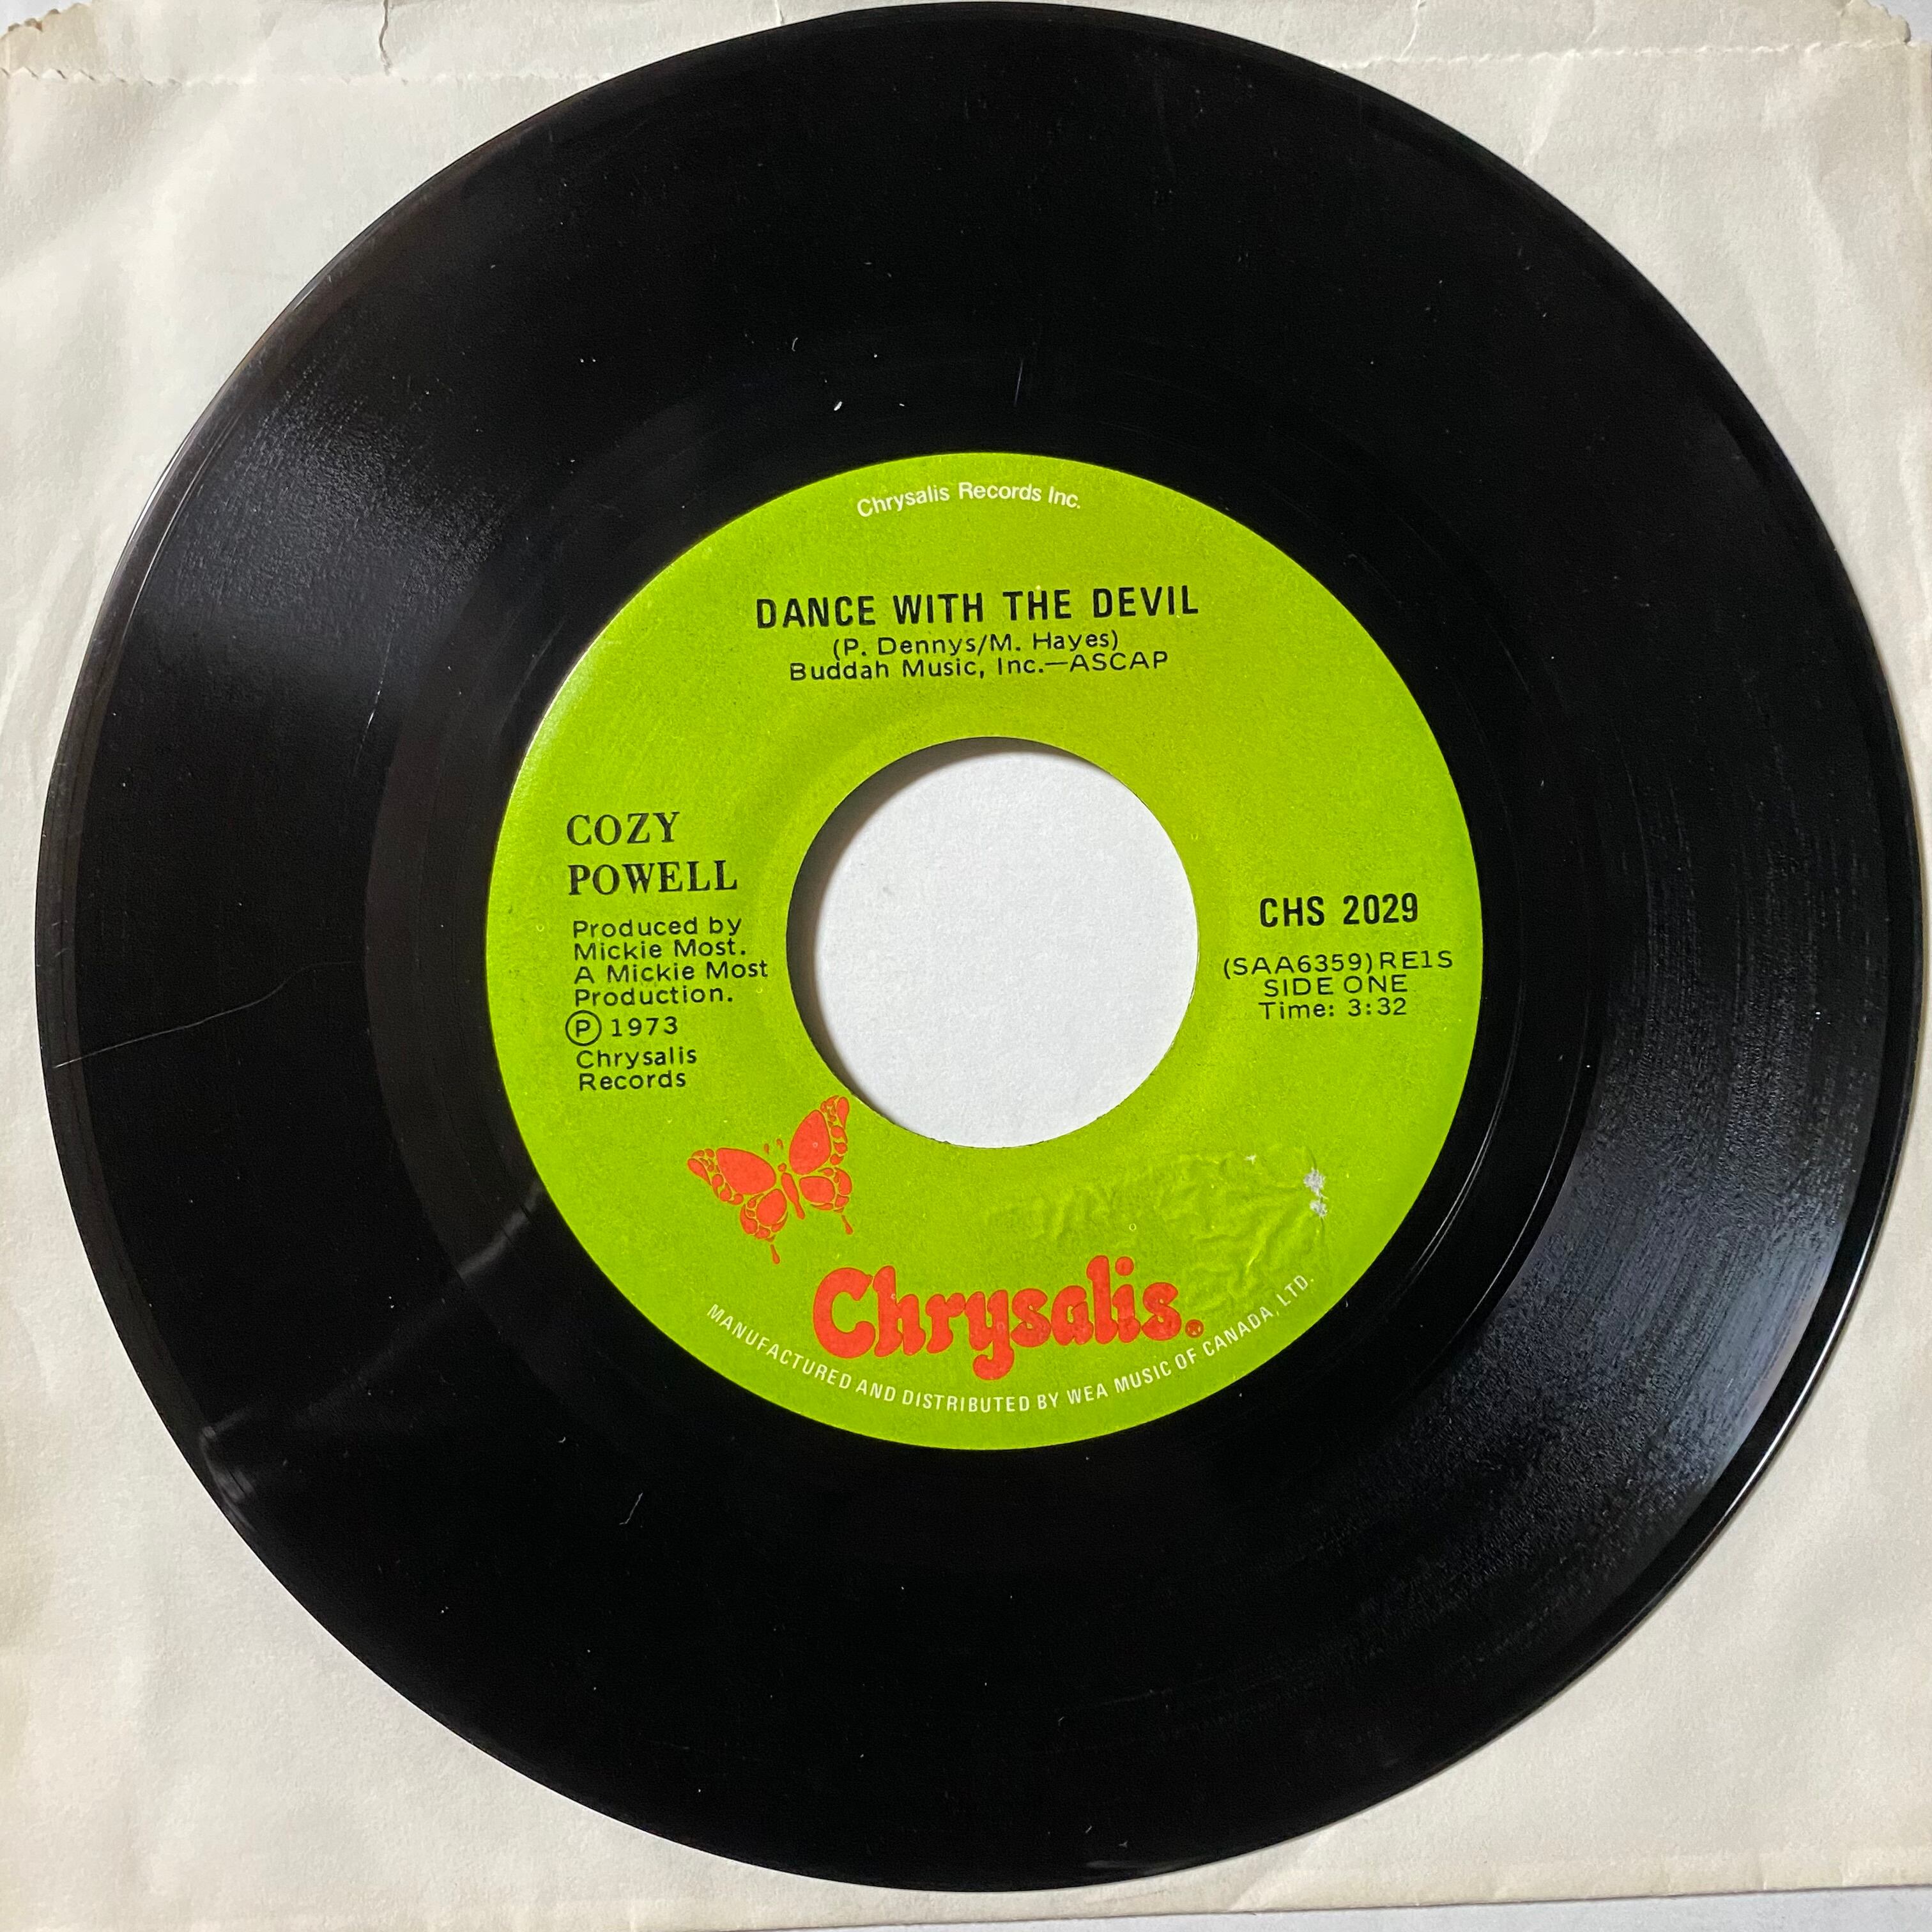 Chrysalis Records Inc.
DANCE WITH THE DEVIL
(P. Dennys/M. Hayes)
Buddah Music, Inc.—ASCAP
COZY
POWELL
Produced by
Mickie Most.
A Mickie Most
Production.
Ⓟ 1973
Chrysalis
Records
CHS 2029
(SAA6359)RE1S
SIDE ONE
Time: 3:32
Chrysalis.®
MANUFACTURED AND DISTRIBUTED BY WEA MUSIC OF CANADA, LTD.